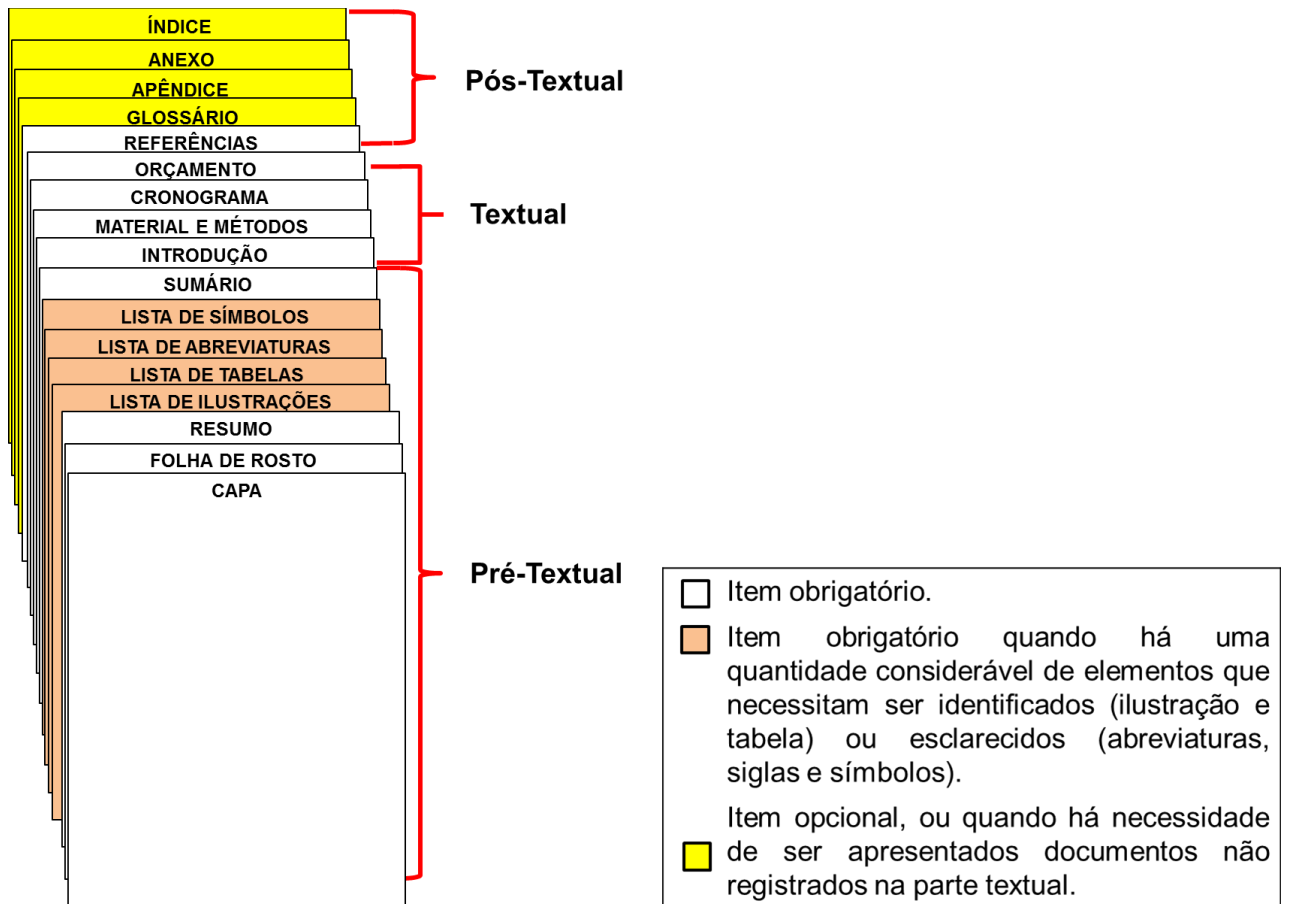 ÍNDICE
ANEXO
APÊNDICE
GLOSSÁRIO
REFERÊNCIAS
ORÇAMENTO
CRONOGRAMA
MATERIAL E MÉTODOS
INTRODUÇÃO
SUMÁRIO
LISTA DE SÍMBOLOS
LISTA DE ABREVIATURAS
LISTA DE TABELAS
LISTA DE ILUSTRAÇÕES
RESUMO
FOLHA DE ROSTO
CAPA
Pós-Textual
Textual
Pré-Textual
Item obrigatório.
Item obrigatório quando há uma
quantidade considerável de elementos que
necessitam ser identificados (ilustração e
tabela) ou esclarecidos (abreviaturas,
siglas e símbolos).
Item opcional, ou quando há necessidade
de ser apresentados documentos não
registrados na parte textual.